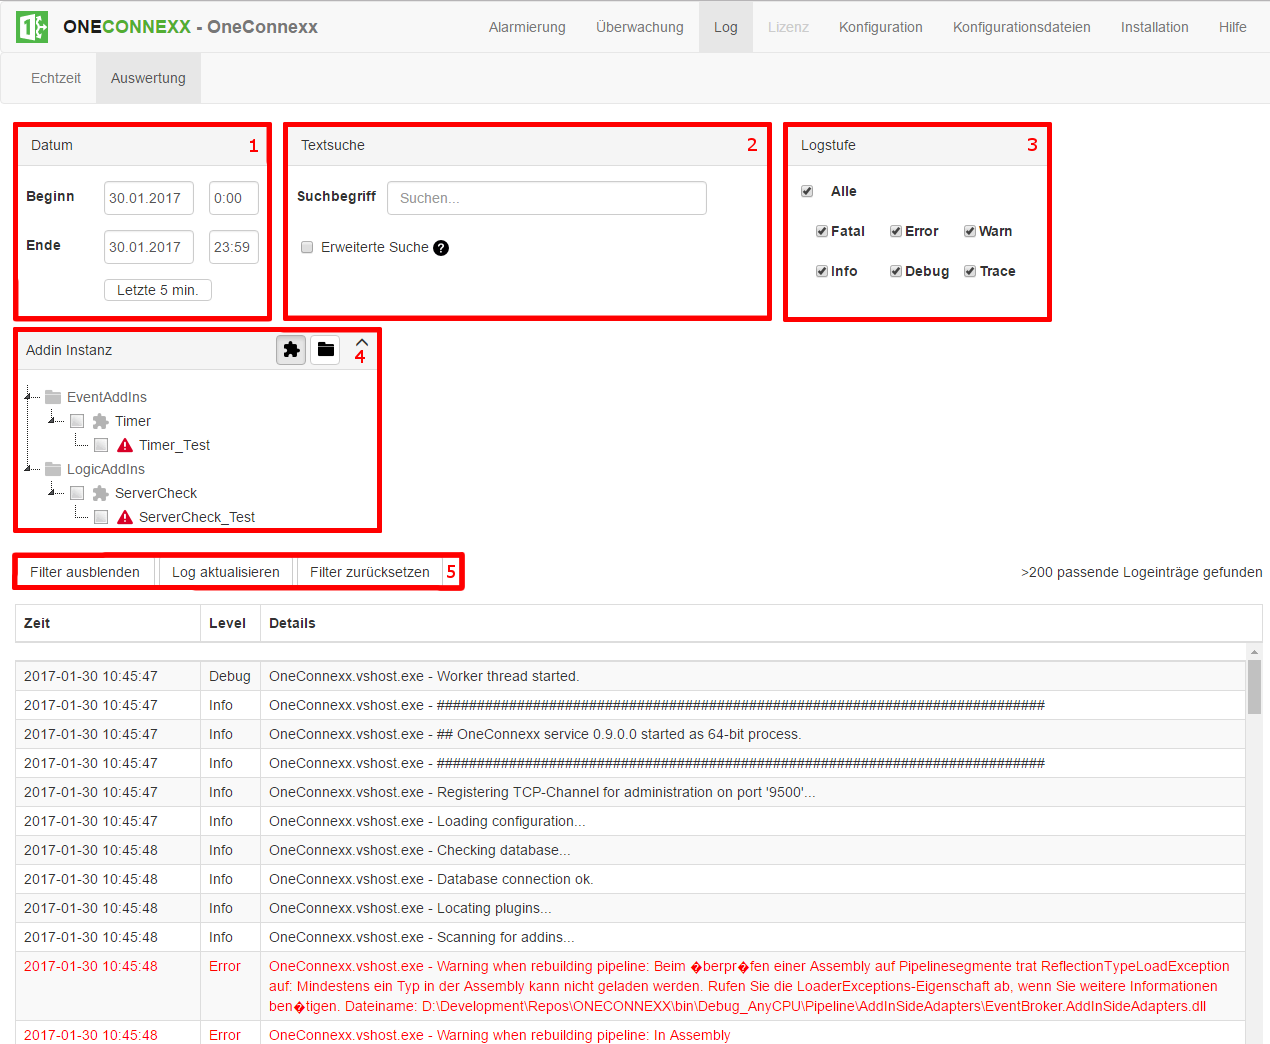 ONECONNEXX - OneConnexx
Alarmierung Überwachung Log Lizenz Konfiguration Konfigurationsdateien Installation Hilfe
Echtzeit Auswertung
Datum 1
Beginn 30.01.2017 0:00
Ende 30.01.2017 23:59
Letzte 5 min.
Textsuche 2
Suchbegriff Suchen...
Erweiterte Suche ?
Logstufe 3
Alle
Fatal Error Warn
Info Debug Trace
Addin Instanz 4
EventAddIns
Timer
Timer_Test
LogicAddIns
ServerCheck
ServerCheck_Test
Filter ausblenden Log aktualisieren Filter zurücksetzen 5
>200 passende Logeinträge gefunden
Zeit Level Details
2017-01-30 10:45:47 Debug OneConnexx.vshost.exe - Worker thread started.
2017-01-30 10:45:47 Info OneConnexx.vshost.exe - ############################################################################
2017-01-30 10:45:47 Info OneConnexx.vshost.exe - ## OneConnexx service 0.9.0.0 started as 64-bit process.
2017-01-30 10:45:47 Info OneConnexx.vshost.exe - ############################################################################
2017-01-30 10:45:47 Info OneConnexx.vshost.exe - Registering TCP-Channel for administration on port '9500'...
2017-01-30 10:45:47 Info OneConnexx.vshost.exe - Loading configuration...
2017-01-30 10:45:48 Info OneConnexx.vshost.exe - Checking database...
2017-01-30 10:45:48 Info OneConnexx.vshost.exe - Database connection ok.
2017-01-30 10:45:48 Info OneConnexx.vshost.exe - Locating plugins...
2017-01-30 10:45:48 Info OneConnexx.vshost.exe - Scanning for addins...
2017-01-30 10:45:48 Error OneConnexx.vshost.exe - Warning when rebuilding pipeline: Beim �berpr�fen einer Assembly auf Pipelinesegmente trat ReflectionTypeLoadException
auf: Mindestens ein Typ in der Assembly kann nicht geladen werden. Rufen Sie die LoaderExceptions-Eigenschaft ab, wenn Sie weitere Informationen
ben�tigen. Dateiname: D:\Development\Repos\ONECONNEXX\bin\Debug_AnyCPU\Pipeline\AddInSideAdapters\EventBroker.AddInSideAdapters.dll
2017-01-30 10:45:48 Error OneConnexx.vshost.exe - Warning when rebuilding pipeline: In Assembly